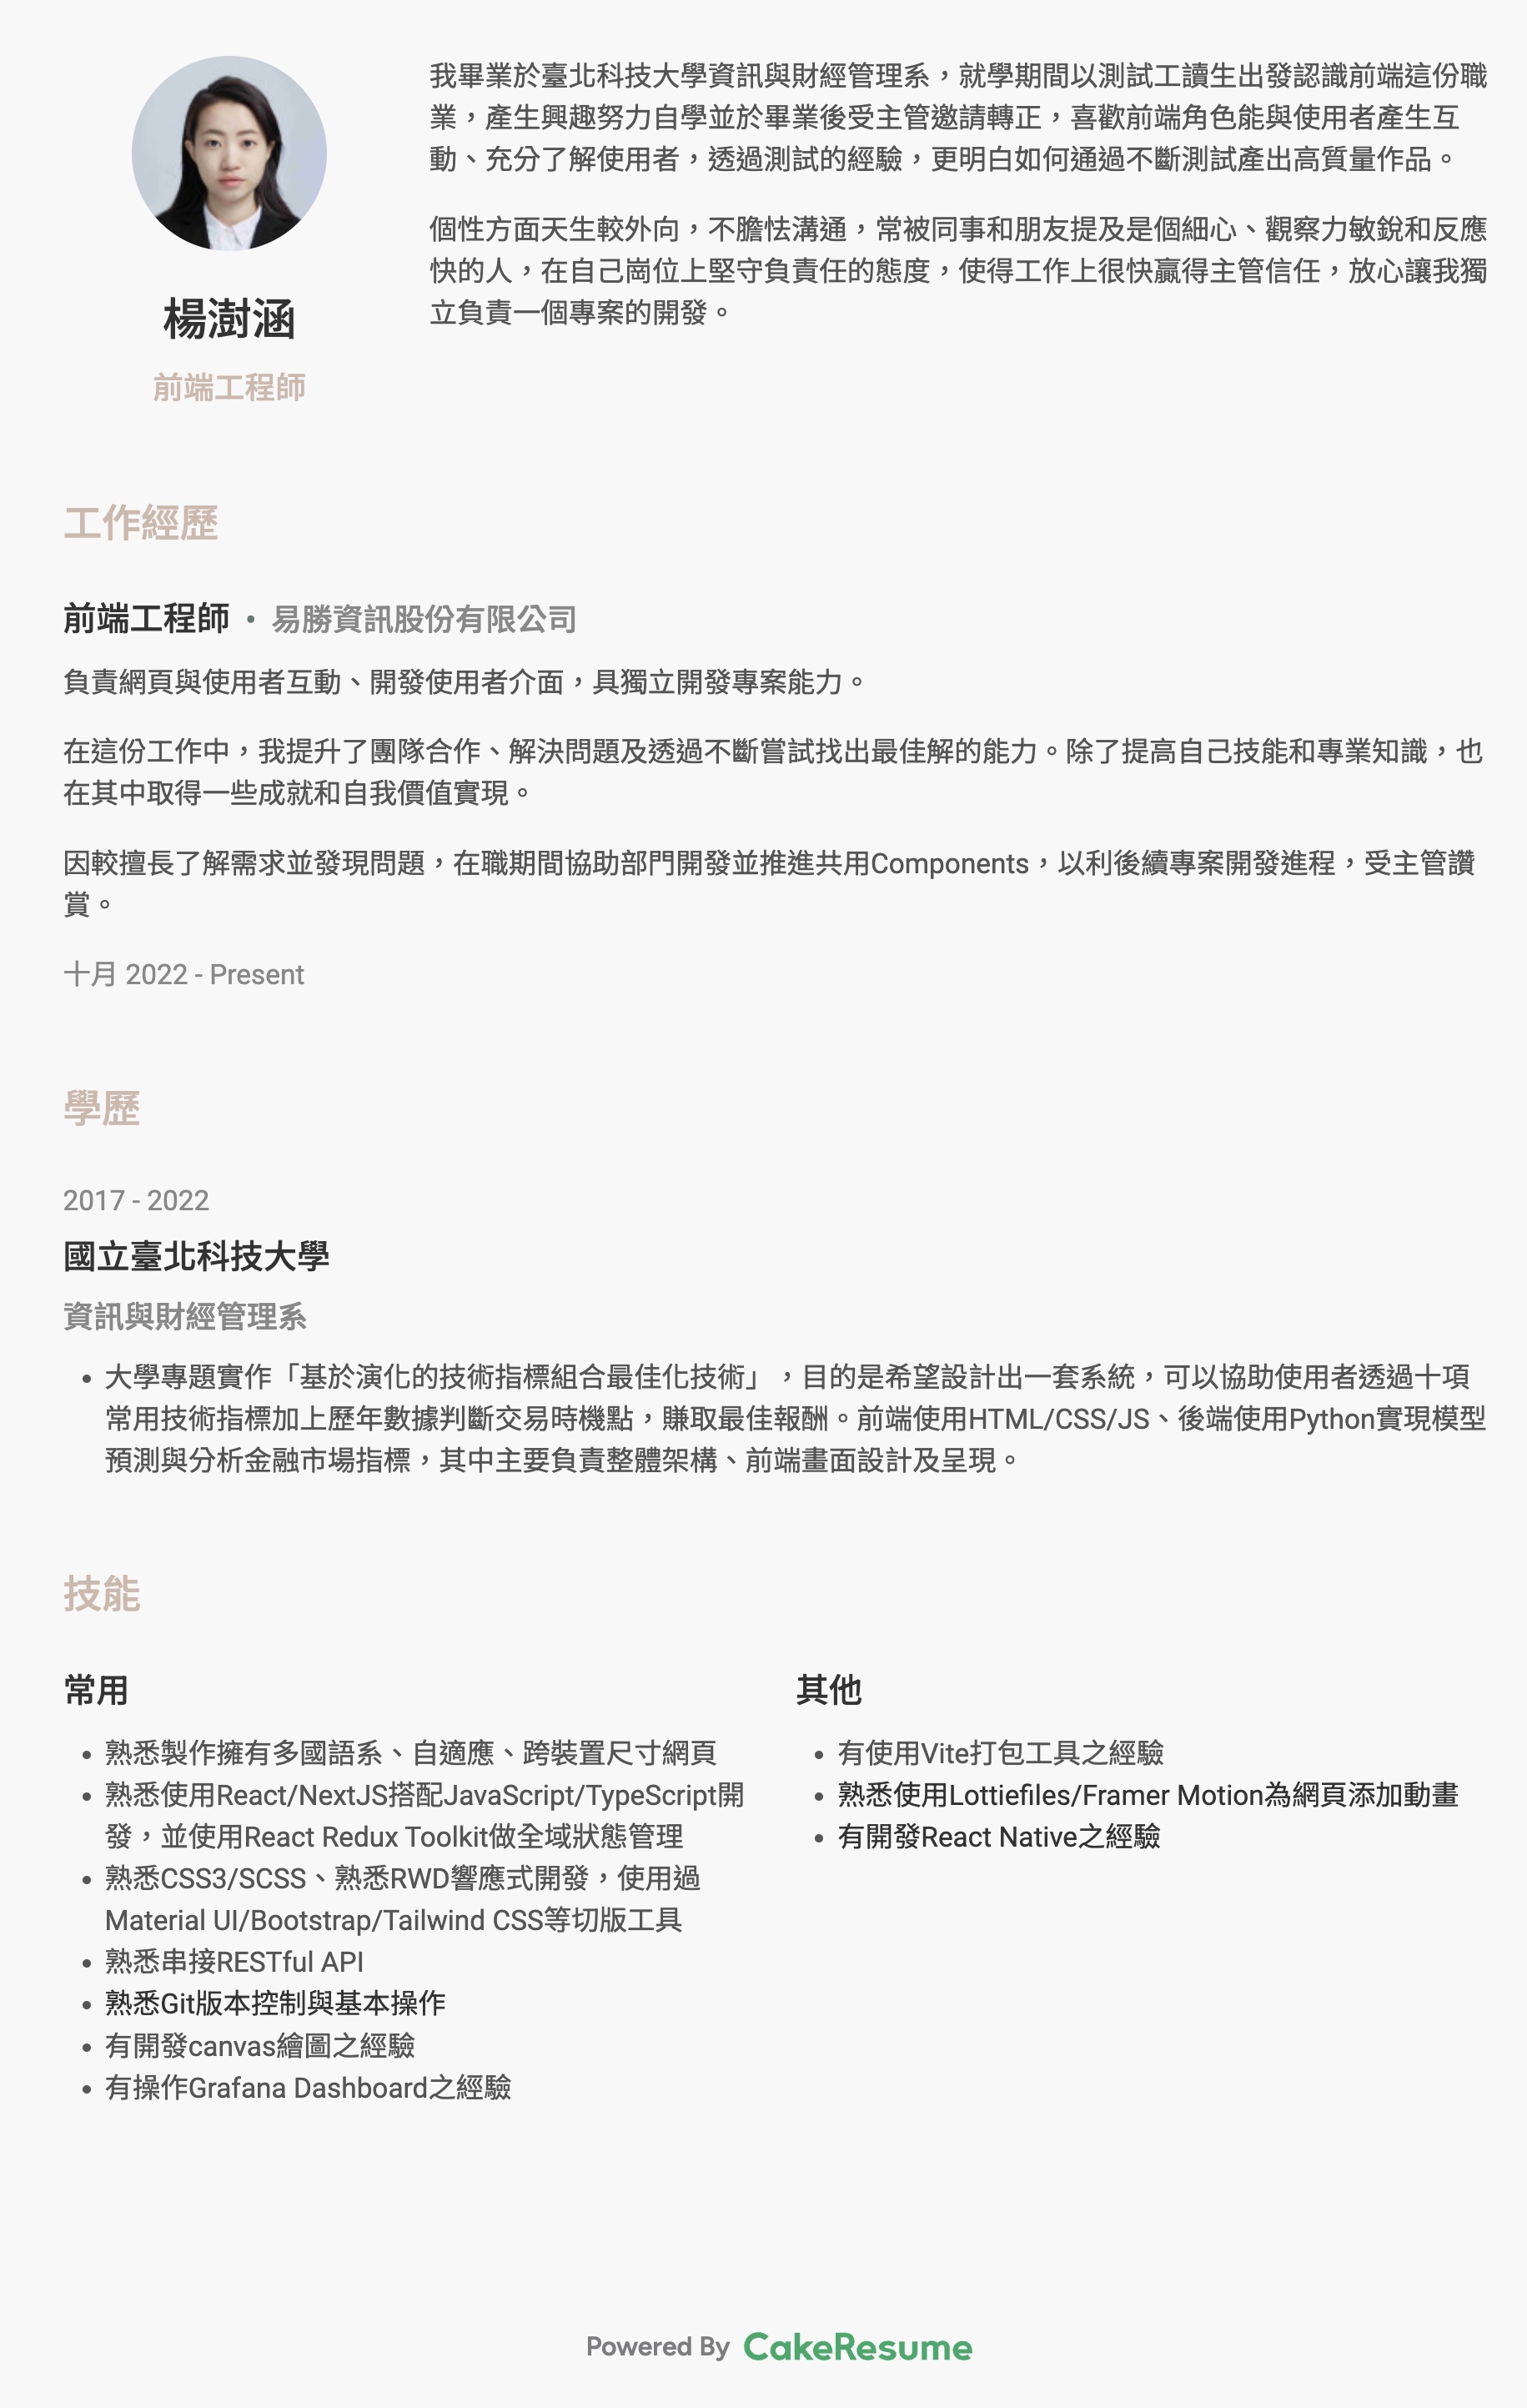 我畢業於臺北科技大學資訊與財經管理系，就學期間以測試工讀生出發認識前端這份職
業，產生興趣努力自學並於畢業後受主管邀請轉正，喜歡前端角色能與使用者產生互
動、充分了解使用者，透過測試的經驗，更明白如何通過不斷測試產出高質量作品。
個性方面天生較外向，不膽怯溝通，常被同事和朋友提及是個細心、觀察力敏銳和反應
快的人，在自己崗位上堅守負責任的態度，使得工作上很快贏得主管信任，放心讓我獨
立負責一個專案的開發。
楊澍涵
前端工程師
工作經歷
前端工程師 • 易勝資訊股份有限公司
負責網頁與使用者互動、開發使用者介面，具獨立開發專案能力。
在這份工作中，我提升了團隊合作、解決問題及透過不斷嘗試找出最佳解的能力。除了提高自己技能和專業知識，也
在其中取得一些成就和自我價值實現。
因較擅長了解需求並發現問題，在職期間協助部門開發並推進共用Components，以利後續專案開發進程，受主管讚
賞。
十月 2022 - Present
學歷
2017 - 2022
國立臺北科技大學
資訊與財經管理系
• 大學專題實作「基於演化的技術指標組合最佳化技術」，目的是希望設計出一套系統，可以協助使用者透過十項
常用技術指標加上歷年數據判斷交易時機點，賺取最佳報酬。前端使用HTML/CSS/JS、後端使用Python實現模型
預測與分析金融市場指標，其中主要負責整體架構、前端畫面設計及呈現。
技能
常用
• 熟悉製作擁有多國語系、自適應、跨裝置尺寸網頁
• 熟悉使用React/NextJS搭配JavaScript/TypeScript開
發，並使用React Redux Toolkit做全域狀態管理
• 熟悉CSS3/SCSS、熟悉RWD響應式開發，使用過
Material UI/Bootstrap/Tailwind CSS等切版工具
• 熟悉串接RESTful API
• 熟悉Git版本控制與基本操作
• 有開發canvas繪圖之經驗
• 有操作Grafana Dashboard之經驗
其他
• 有使用Vite打包工具之經驗
• 熟悉使用Lottiefiles/Framer Motion為網頁添加動畫
• 有開發React Native之經驗
Powered By CakeResume